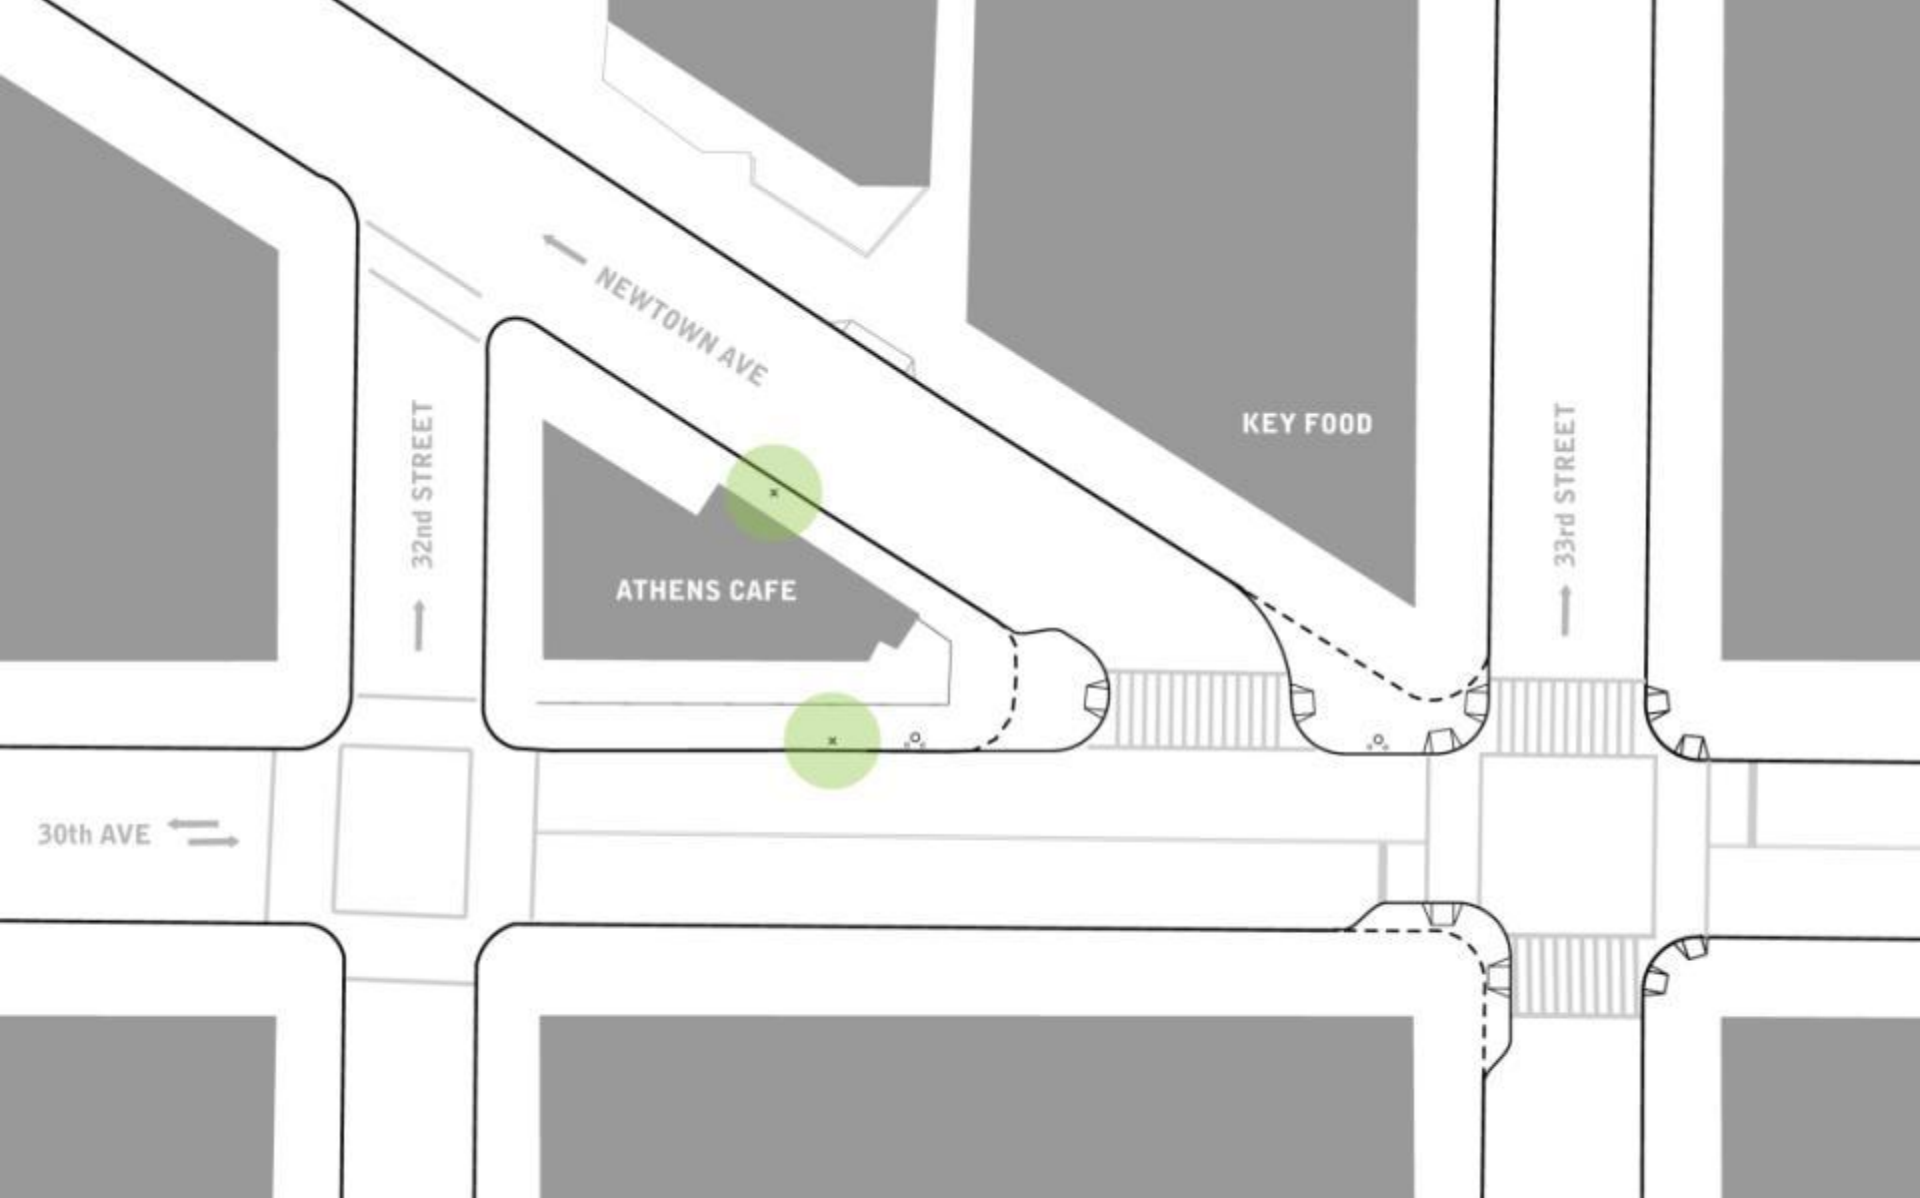 NEWTOWN AVE
KEY FOOD
32nd STREET
33rd STREET
ATHENS CAFE
30th AVE